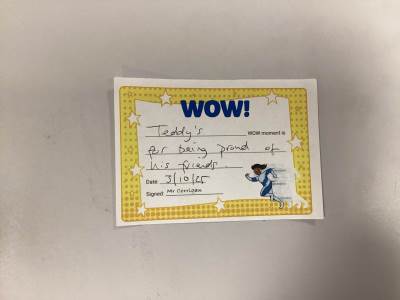 WOW!
Teddy's WOW moment is
for being proud of
his friends.
Date 3/10/25
Signed Mr Corrigan